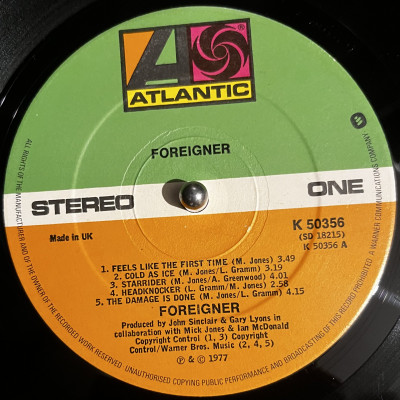 ATLANTIC
FOREIGNER
STEREO ONE
Made in UK
K 50356
(SD 18215)
K 50356 A
1. FEELS LIKE THE FIRST TIME (M. Jones) 3.49
2. COLD AS ICE (M. Jones/L. Gramm) 3.19
3. STARRIDER (M. Jones/A. Greenwood) 4.01
4. HEADKNOCKER (L. Gramm/M. Jones) 2.58
5. THE DAMAGE IS DONE (M. Jones/L. Gramm) 4.15
FOREIGNER
Produced by John Sinclair & Gary Lyons in
collaboration with Mick Jones & Ian McDonald
Copyright Control (1, 3) Copyright
Control/Warner Bros. Music (2, 4, 5)
℗ & © 1977
ALL RIGHTS OF THE MANUFACTURER AND OF THE OWNER OF THE RECORDED WORK RESERVED UNAUTHORISED COPYING PUBLIC PERFORMANCE AND BROADCASTING OF THIS RECORD PROHIBITED · A WARNER COMMUNICATIONS COMPANY